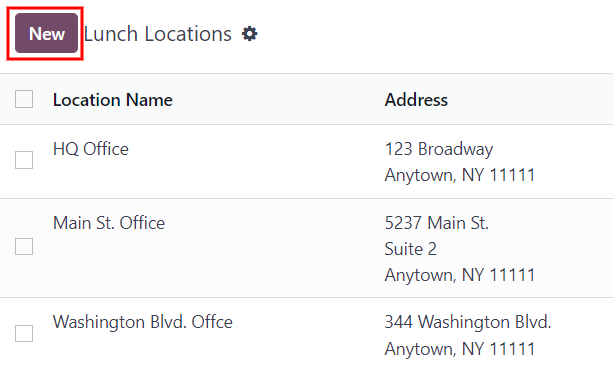 New Lunch Locations
Location Name Address
HQ Office 123 Broadway
Anytown, NY 11111
Main St. Office 5237 Main St.
Suite 2
Anytown, NY 11111
Washington Blvd. Offce 344 Washington Blvd.
Anytown, NY 11111